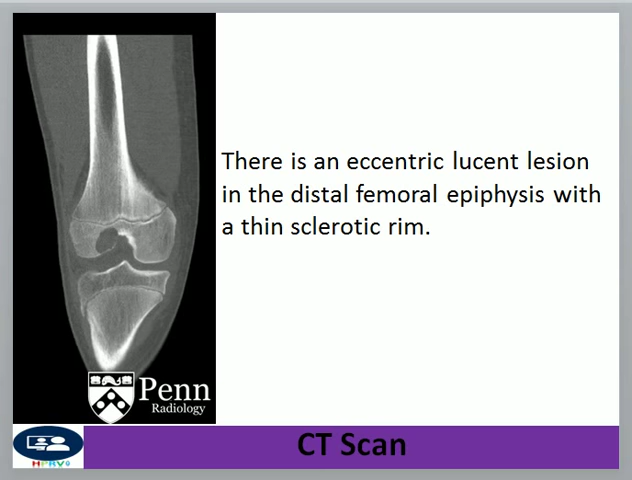 There is an eccentric lucent lesion
in the distal femoral epiphysis with
a thin sclerotic rim.
Penn
Radiology
HPRV
CT Scan